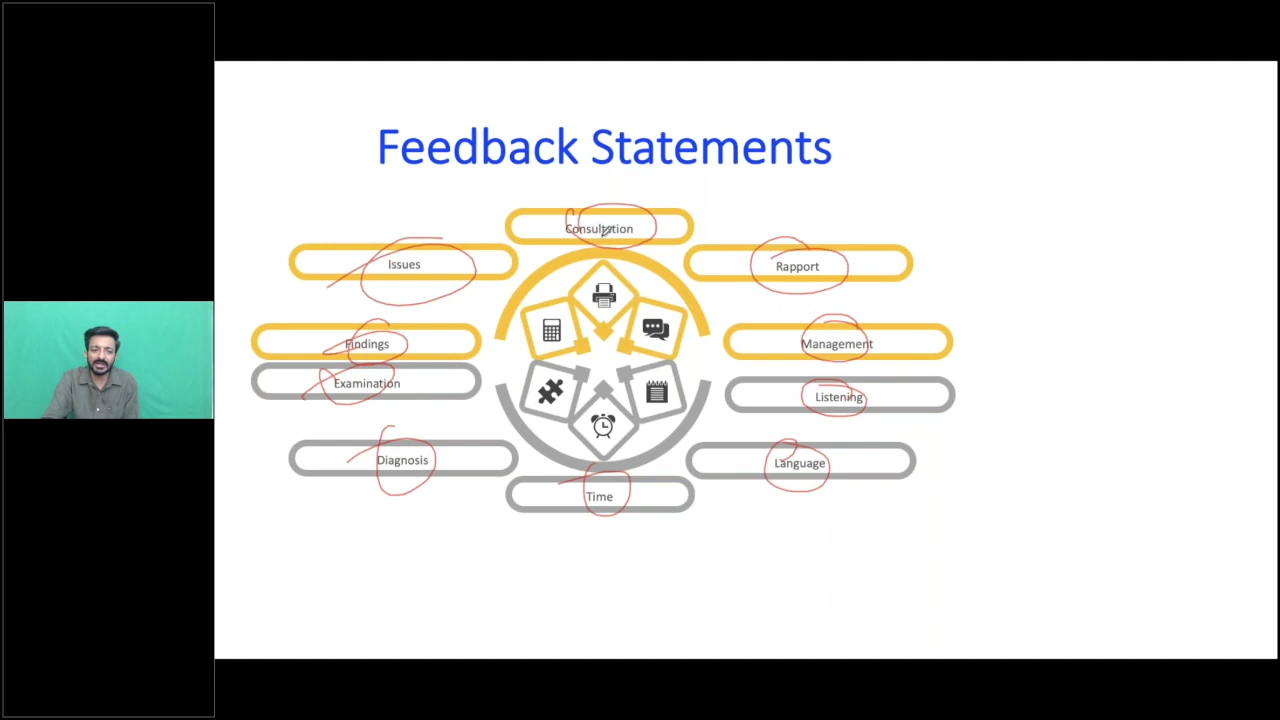 Feedback Statements
Consultation
Issues
Rapport
Findings
Management
Examination
Listening
Diagnosis
Language
Time